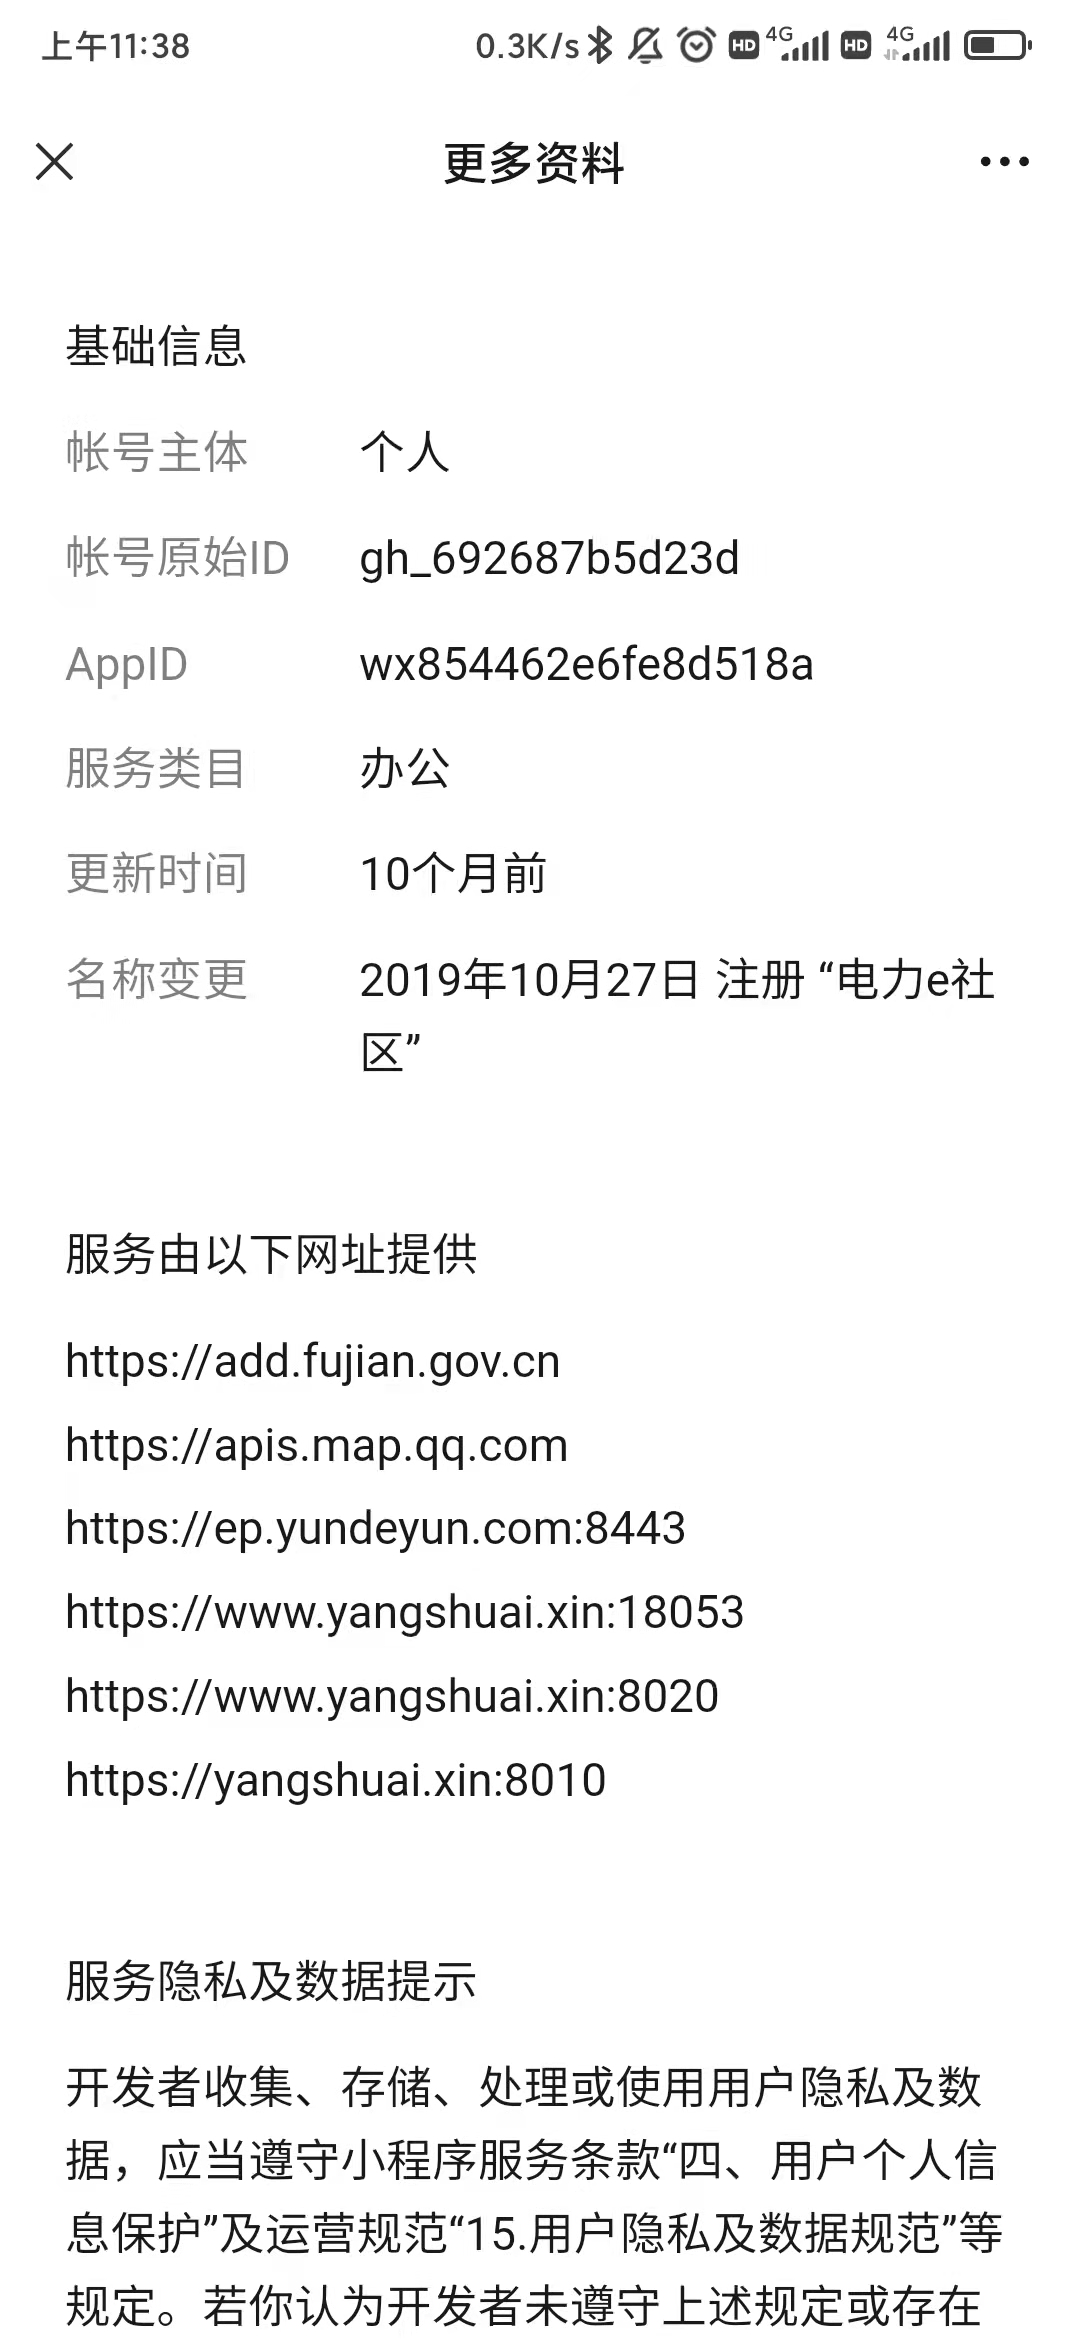 上午11:38
0.3K/s
HD
4G
HD
4G
更多资料
基础信息
帐号主体 个人
帐号原始ID gh_692687b5d23d
AppID wx854462e6fe8d518a
服务类目 办公
更新时间 10个月前
名称变更 2019年10月27日 注册 “电力e社
区”
服务由以下网址提供
https://add.fujian.gov.cn
https://apis.map.qq.com
https://ep.yundeyun.com:8443
https://www.yangshuai.xin:18053
https://www.yangshuai.xin:8020
https://yangshuai.xin:8010
服务隐私及数据提示
开发者收集、存储、处理或使用用户隐私及数
据，应当遵守小程序服务条款“四、用户个人信
息保护”及运营规范“15.用户隐私及数据规范”等
规定。若你认为开发者未遵守上述规定或存在